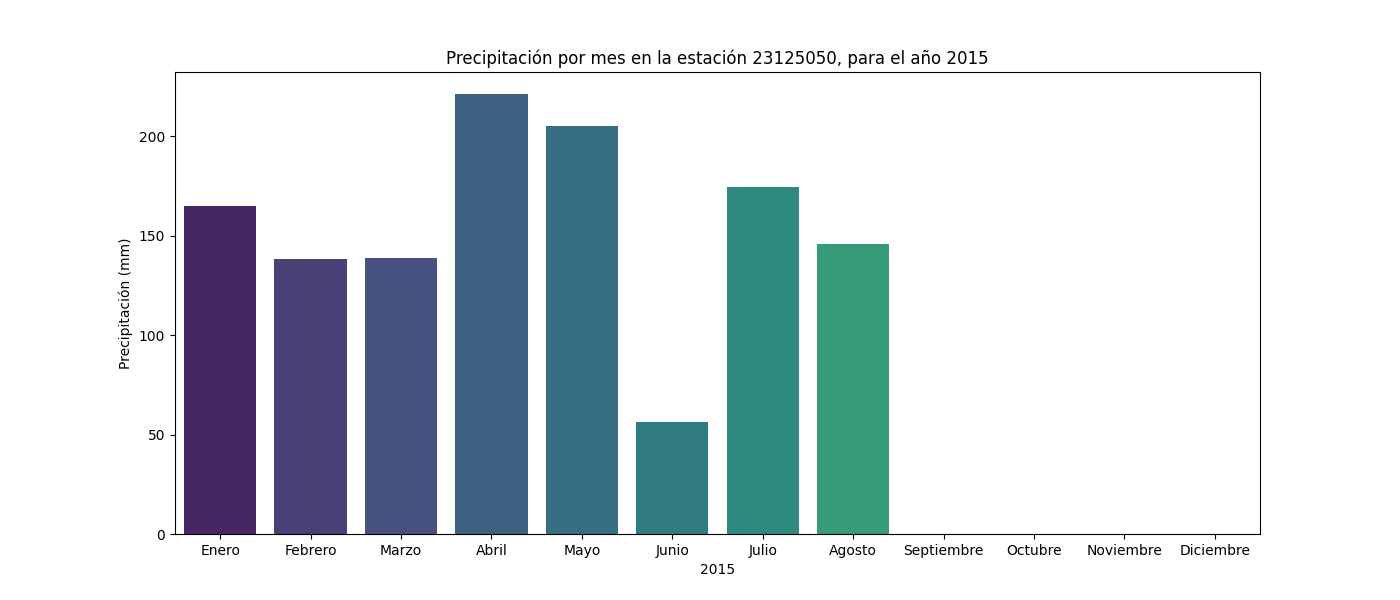 Precipitación por mes en la estación 23125050, para el año 2015
Precipitación (mm)
200
150
100
50
0
Enero Febrero Marzo Abril Mayo Junio Julio Agosto Septiembre Octubre Noviembre Diciembre
2015